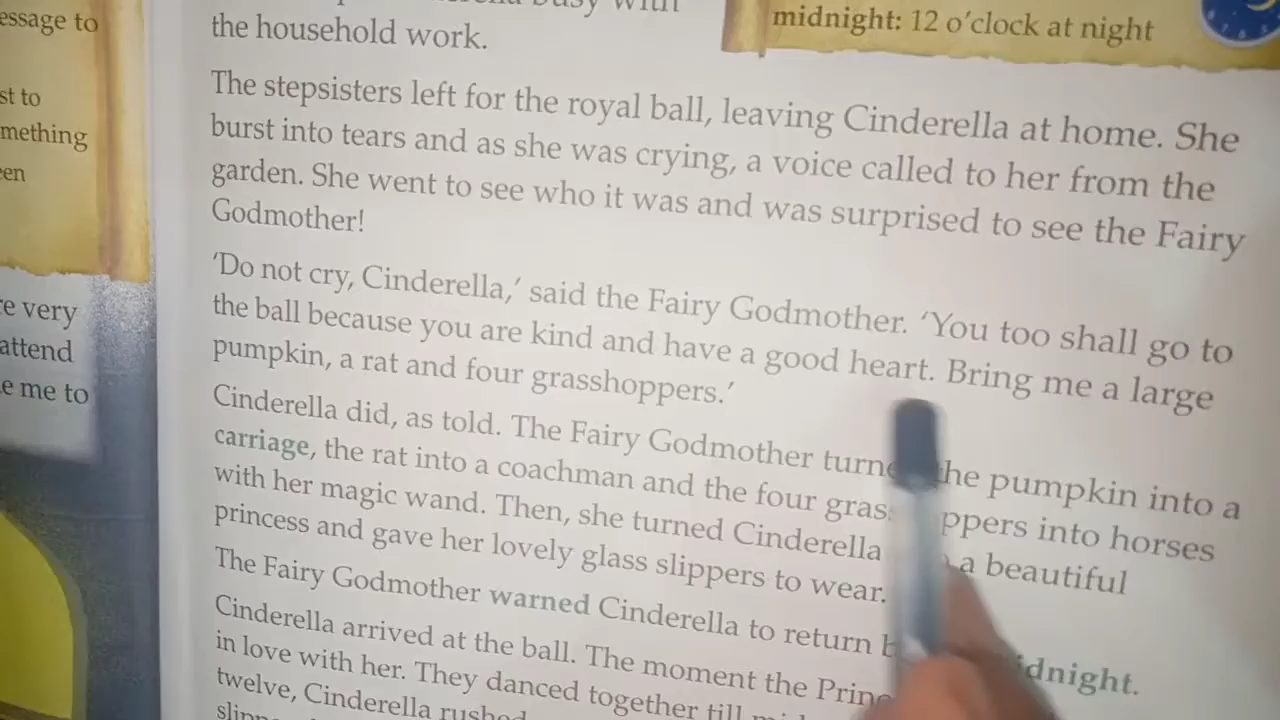 essage to
st to
mething
een
re very
attend
e me to
midnight: 12 o'clock at night
busy with
the household work.
The stepsisters left for the royal ball, leaving Cinderella at home. She
burst into tears and as she was crying, a voice called to her from the
garden. She went to see who it was and was surprised to see the Fairy
Godmother!
'Do not cry, Cinderella,' said the Fairy Godmother. 'You too shall go to
the ball because you are kind and have a good heart. Bring me a large
pumpkin, a rat and four grasshoppers.'
Cinderella did, as told. The Fairy Godmother turne he pumpkin into a
carriage, the rat into a coachman and the four gras ppers into horses
with her magic wand. Then, she turned Cinderella a beautiful
princess and gave her lovely glass slippers to wear.
The Fairy Godmother warned Cinderella to return b idnight.
Cinderella arrived at the ball. The moment the Prin
in love with her. They danced together till
twelve, Cinderella rushed